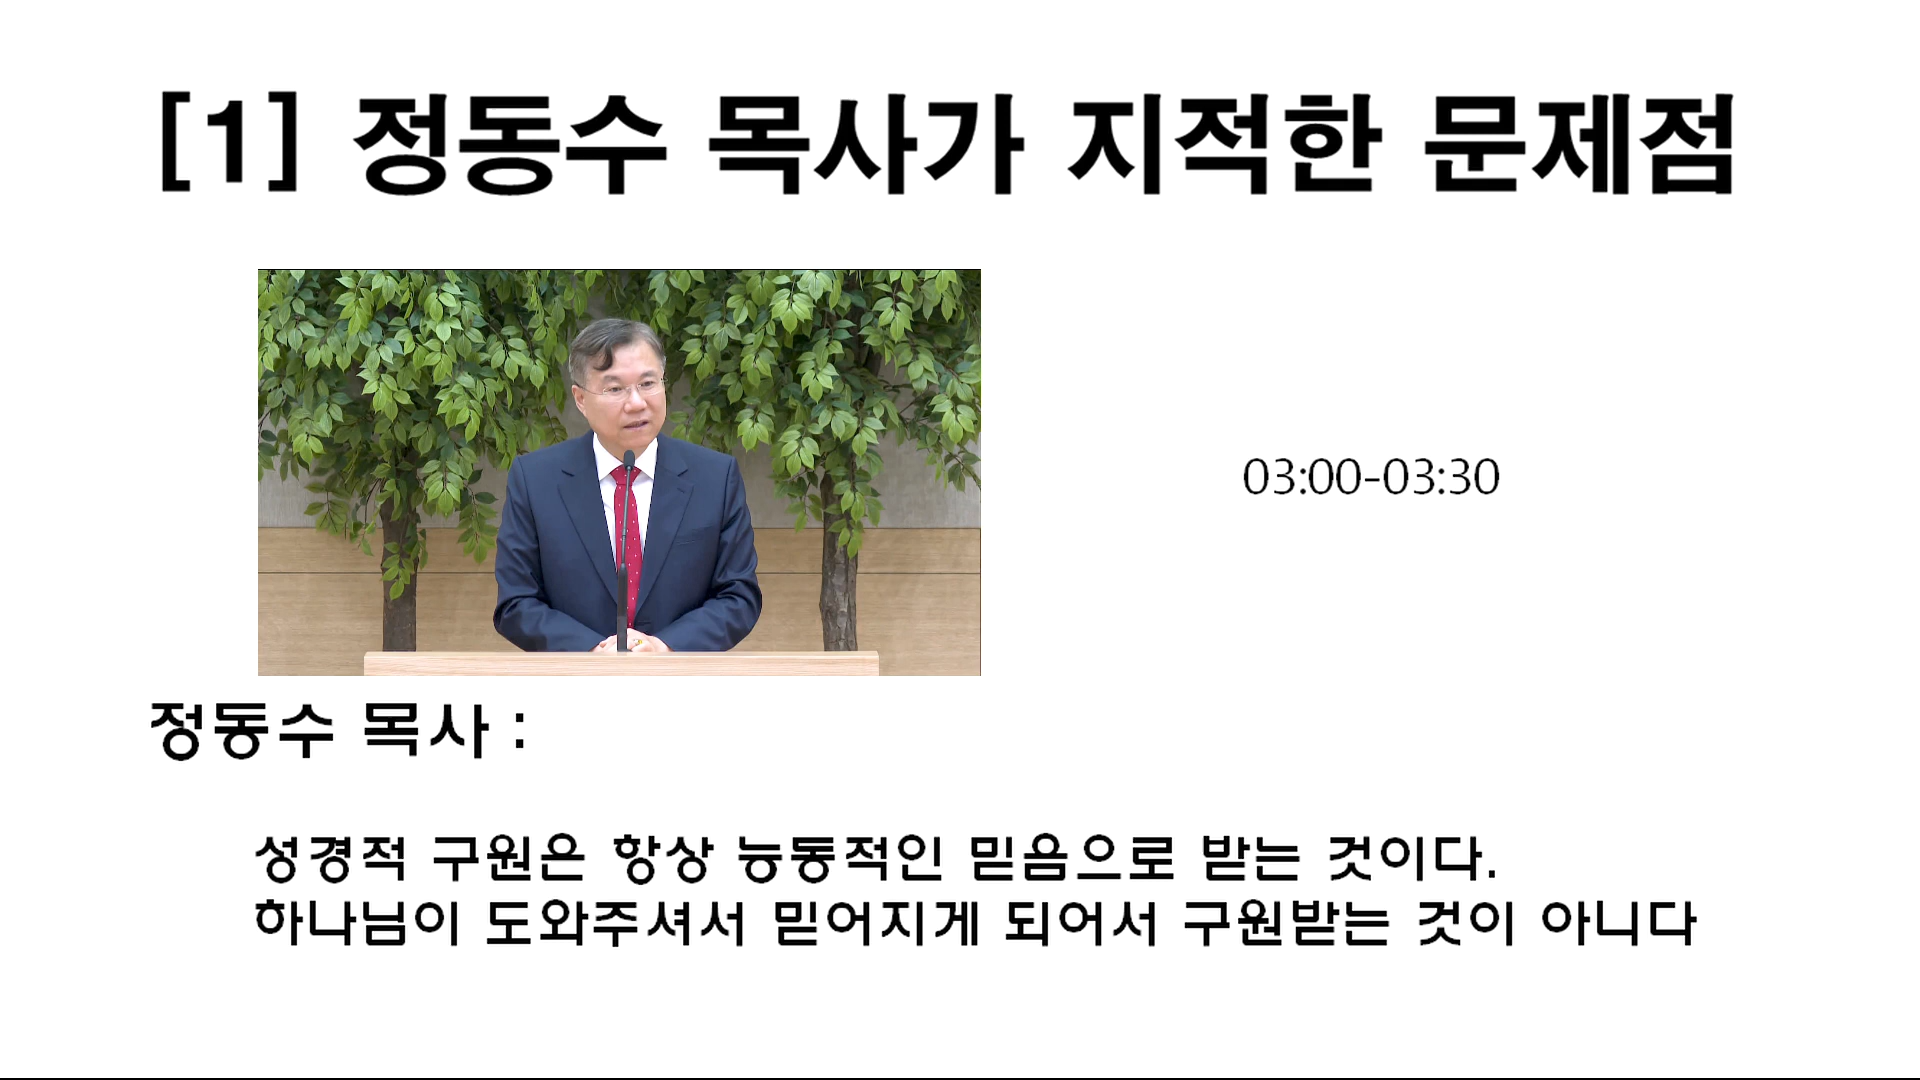 [1] 정동수 목사가 지적한 문제점
03:00-03:30
정동수 목사 :
성경적 구원은 항상 능동적인 믿음으로 받는 것이다.
하나님이 도와주셔서 믿어지게 되어서 구원받는 것이 아니다